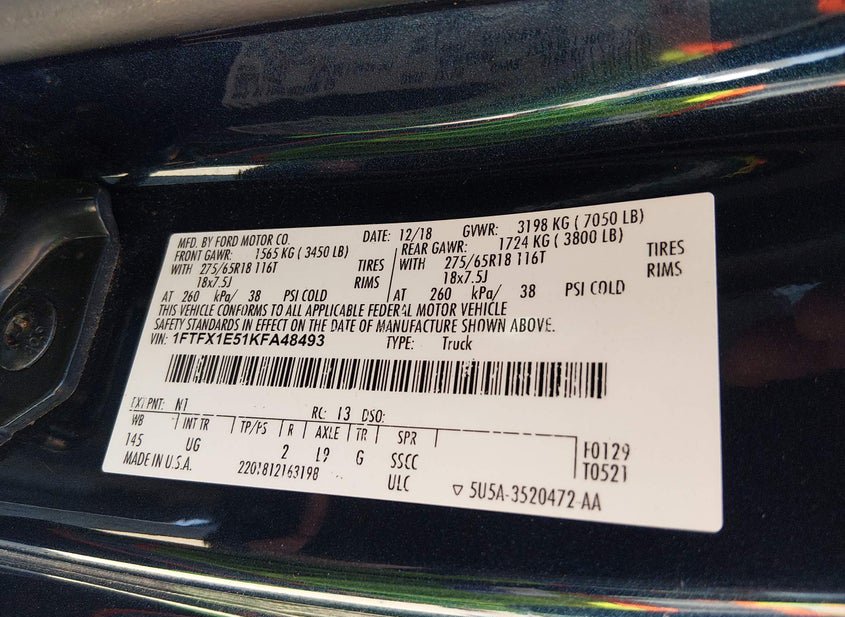 MFD. BY FORD MOTOR CO. DATE: 12/18 GVWR: 3198 KG ( 7050 LB)
FRONT GAWR: 1565 KG ( 3450 LB) REAR GAWR: 1724 KG ( 3800 LB)
WITH 275/65R18 116T TIRES WITH 275/65R18 116T TIRES
18x7.5J RIMS 18x7.5J RIMS
AT 260 kPa/ 38 PSI COLD AT 260 kPa/ 38 PSI COLD
THIS VEHICLE CONFORMS TO ALL APPLICABLE FEDERAL MOTOR VEHICLE
SAFETY STANDARDS IN EFFECT ON THE DATE OF MANUFACTURE SHOWN ABOVE.
VIN: 1FTFX1E51KFA48493 TYPE: Truck
EXT PNT: N1 RC: 13 DSO:
WB INT TR TP/PS R AXLE TR SPR
145 UG 2 L9 G SSCC F0129
MADE IN U.S.A. 2201812163198 ULC T0521
▽ 5U5A-3520472-AA